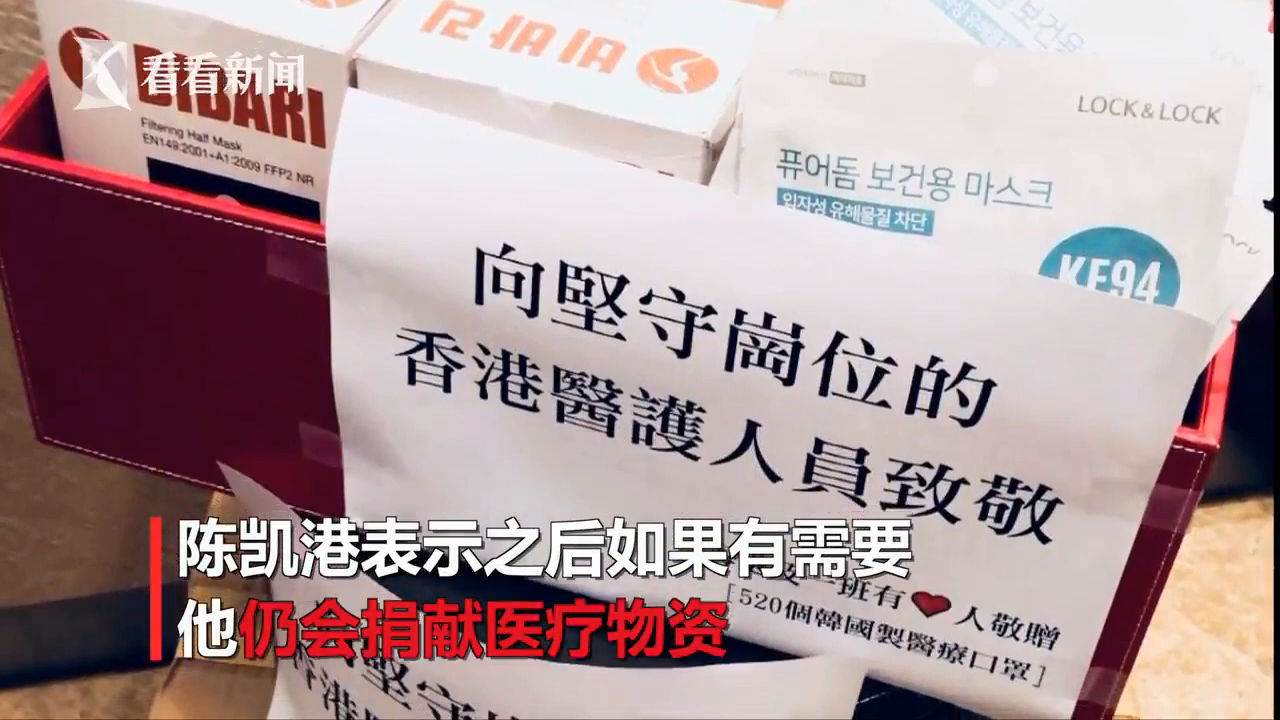 看看新闻
BIBARI
Filtering Half Mask
EN149:2001+A1:2009 FFP2 NR
LOCK&LOCK
퓨어돔 보건용 마스크
입자성 유해물질 차단
KF94
向堅守崗位的
香港醫護人員致敬
一班有❤人敬贈
[520個韓國製醫療口罩]
陈凯港表示之后如果有需要
他仍会捐献医疗物资